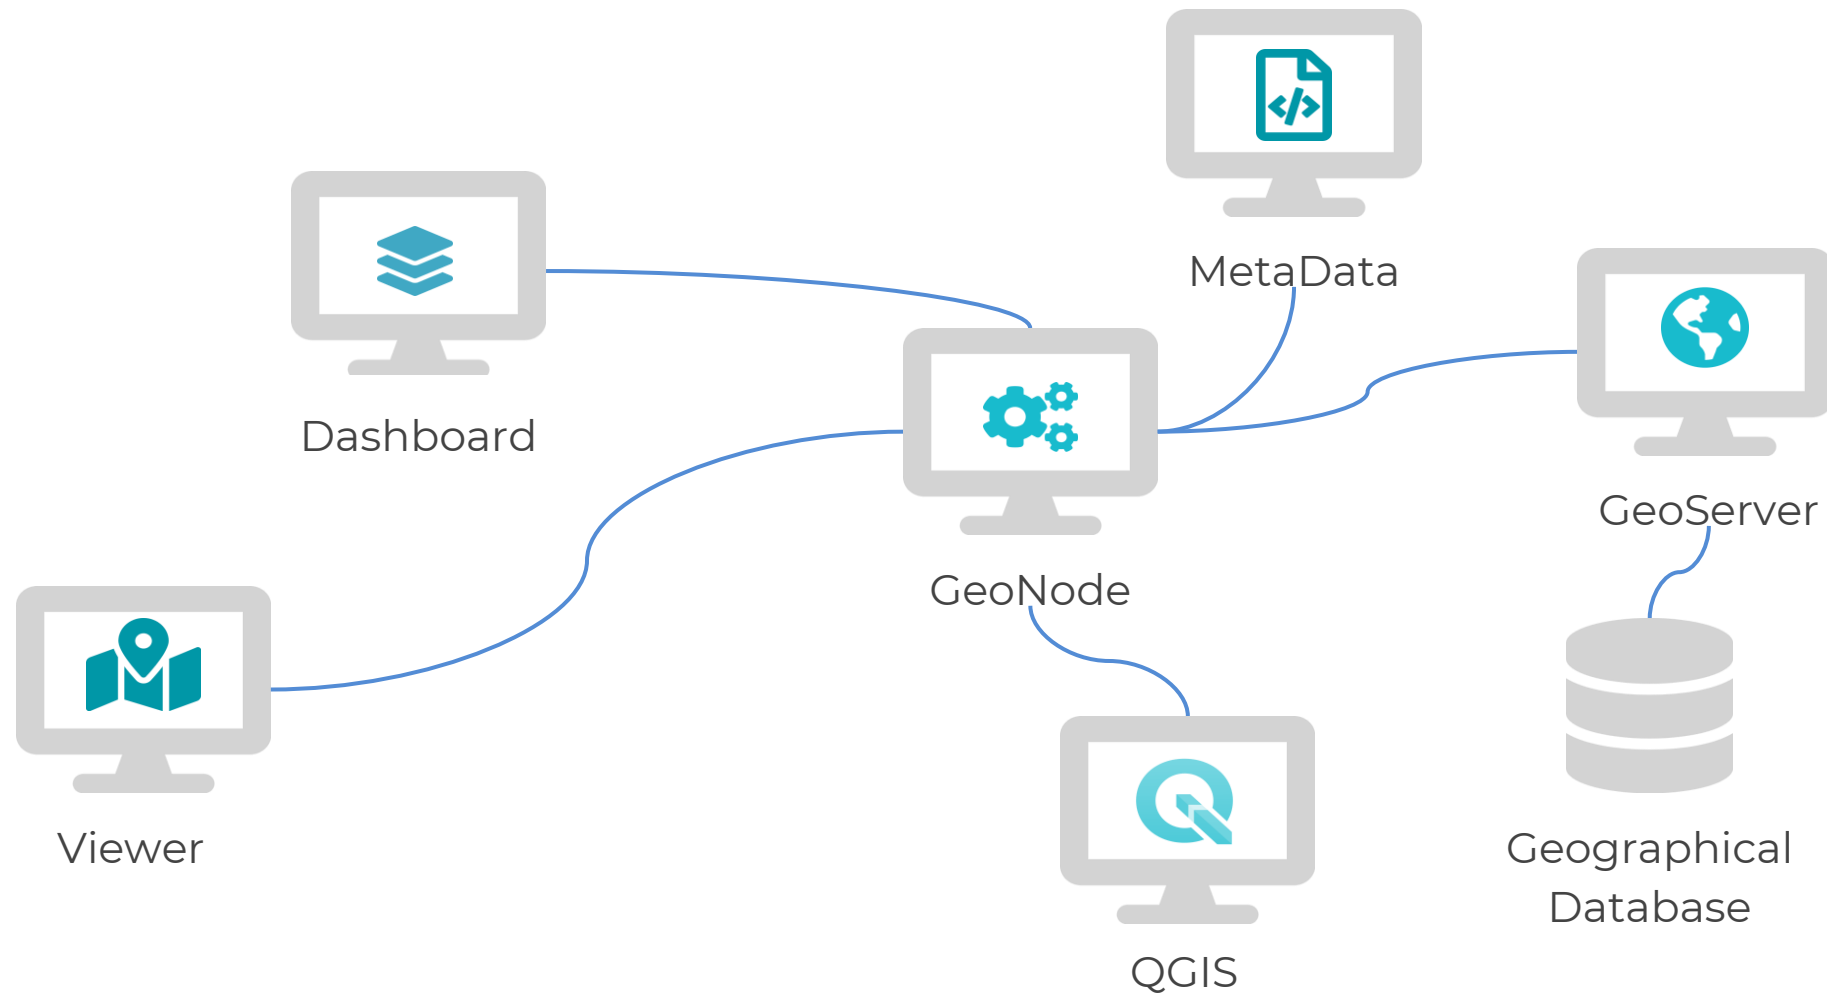 MetaData
Dashboard
GeoServer
GeoNode
Viewer
Geographical
Database
QGIS